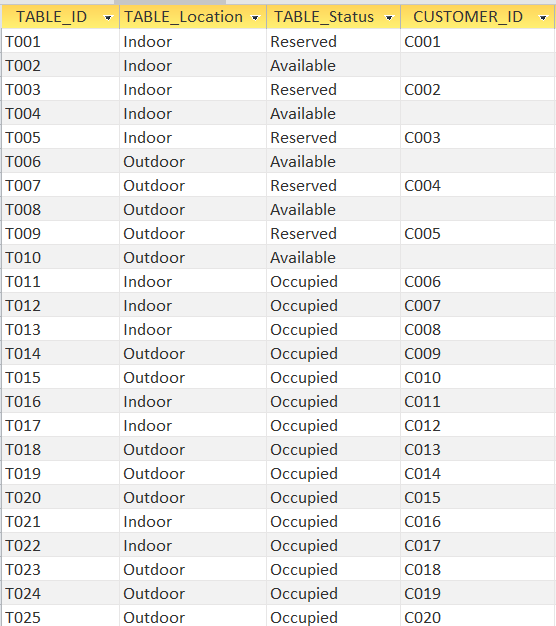 TABLE_ID TABLE_Location TABLE_Status CUSTOMER_ID
T001 Indoor Reserved C001
T002 Indoor Available
T003 Indoor Reserved C002
T004 Indoor Available
T005 Indoor Reserved C003
T006 Outdoor Available
T007 Outdoor Reserved C004
T008 Outdoor Available
T009 Outdoor Reserved C005
T010 Outdoor Available
T011 Indoor Occupied C006
T012 Indoor Occupied C007
T013 Indoor Occupied C008
T014 Outdoor Occupied C009
T015 Outdoor Occupied C010
T016 Indoor Occupied C011
T017 Indoor Occupied C012
T018 Outdoor Occupied C013
T019 Outdoor Occupied C014
T020 Outdoor Occupied C015
T021 Indoor Occupied C016
T022 Indoor Occupied C017
T023 Outdoor Occupied C018
T024 Outdoor Occupied C019
T025 Outdoor Occupied C020